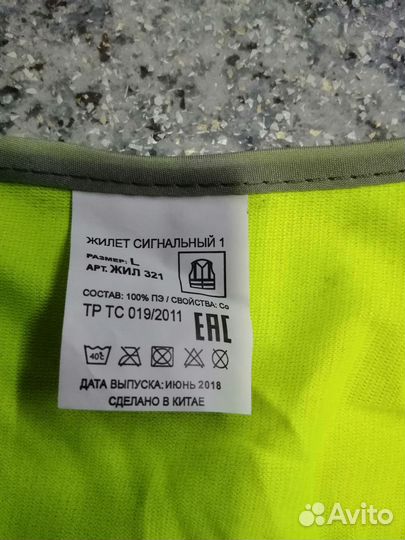 ЖИЛЕТ СИГНАЛЬНЫЙ 1
РАЗМЕР: L
АРТ. ЖИЛ 321
СОСТАВ: 100% ПЭ / СВОЙСТВА: Со
ТР ТС 019/2011 ЕАС
40°C
ДАТА ВЫПУСКА: ИЮНЬ 2018
СДЕЛАНО В КИТАЕ
Avito